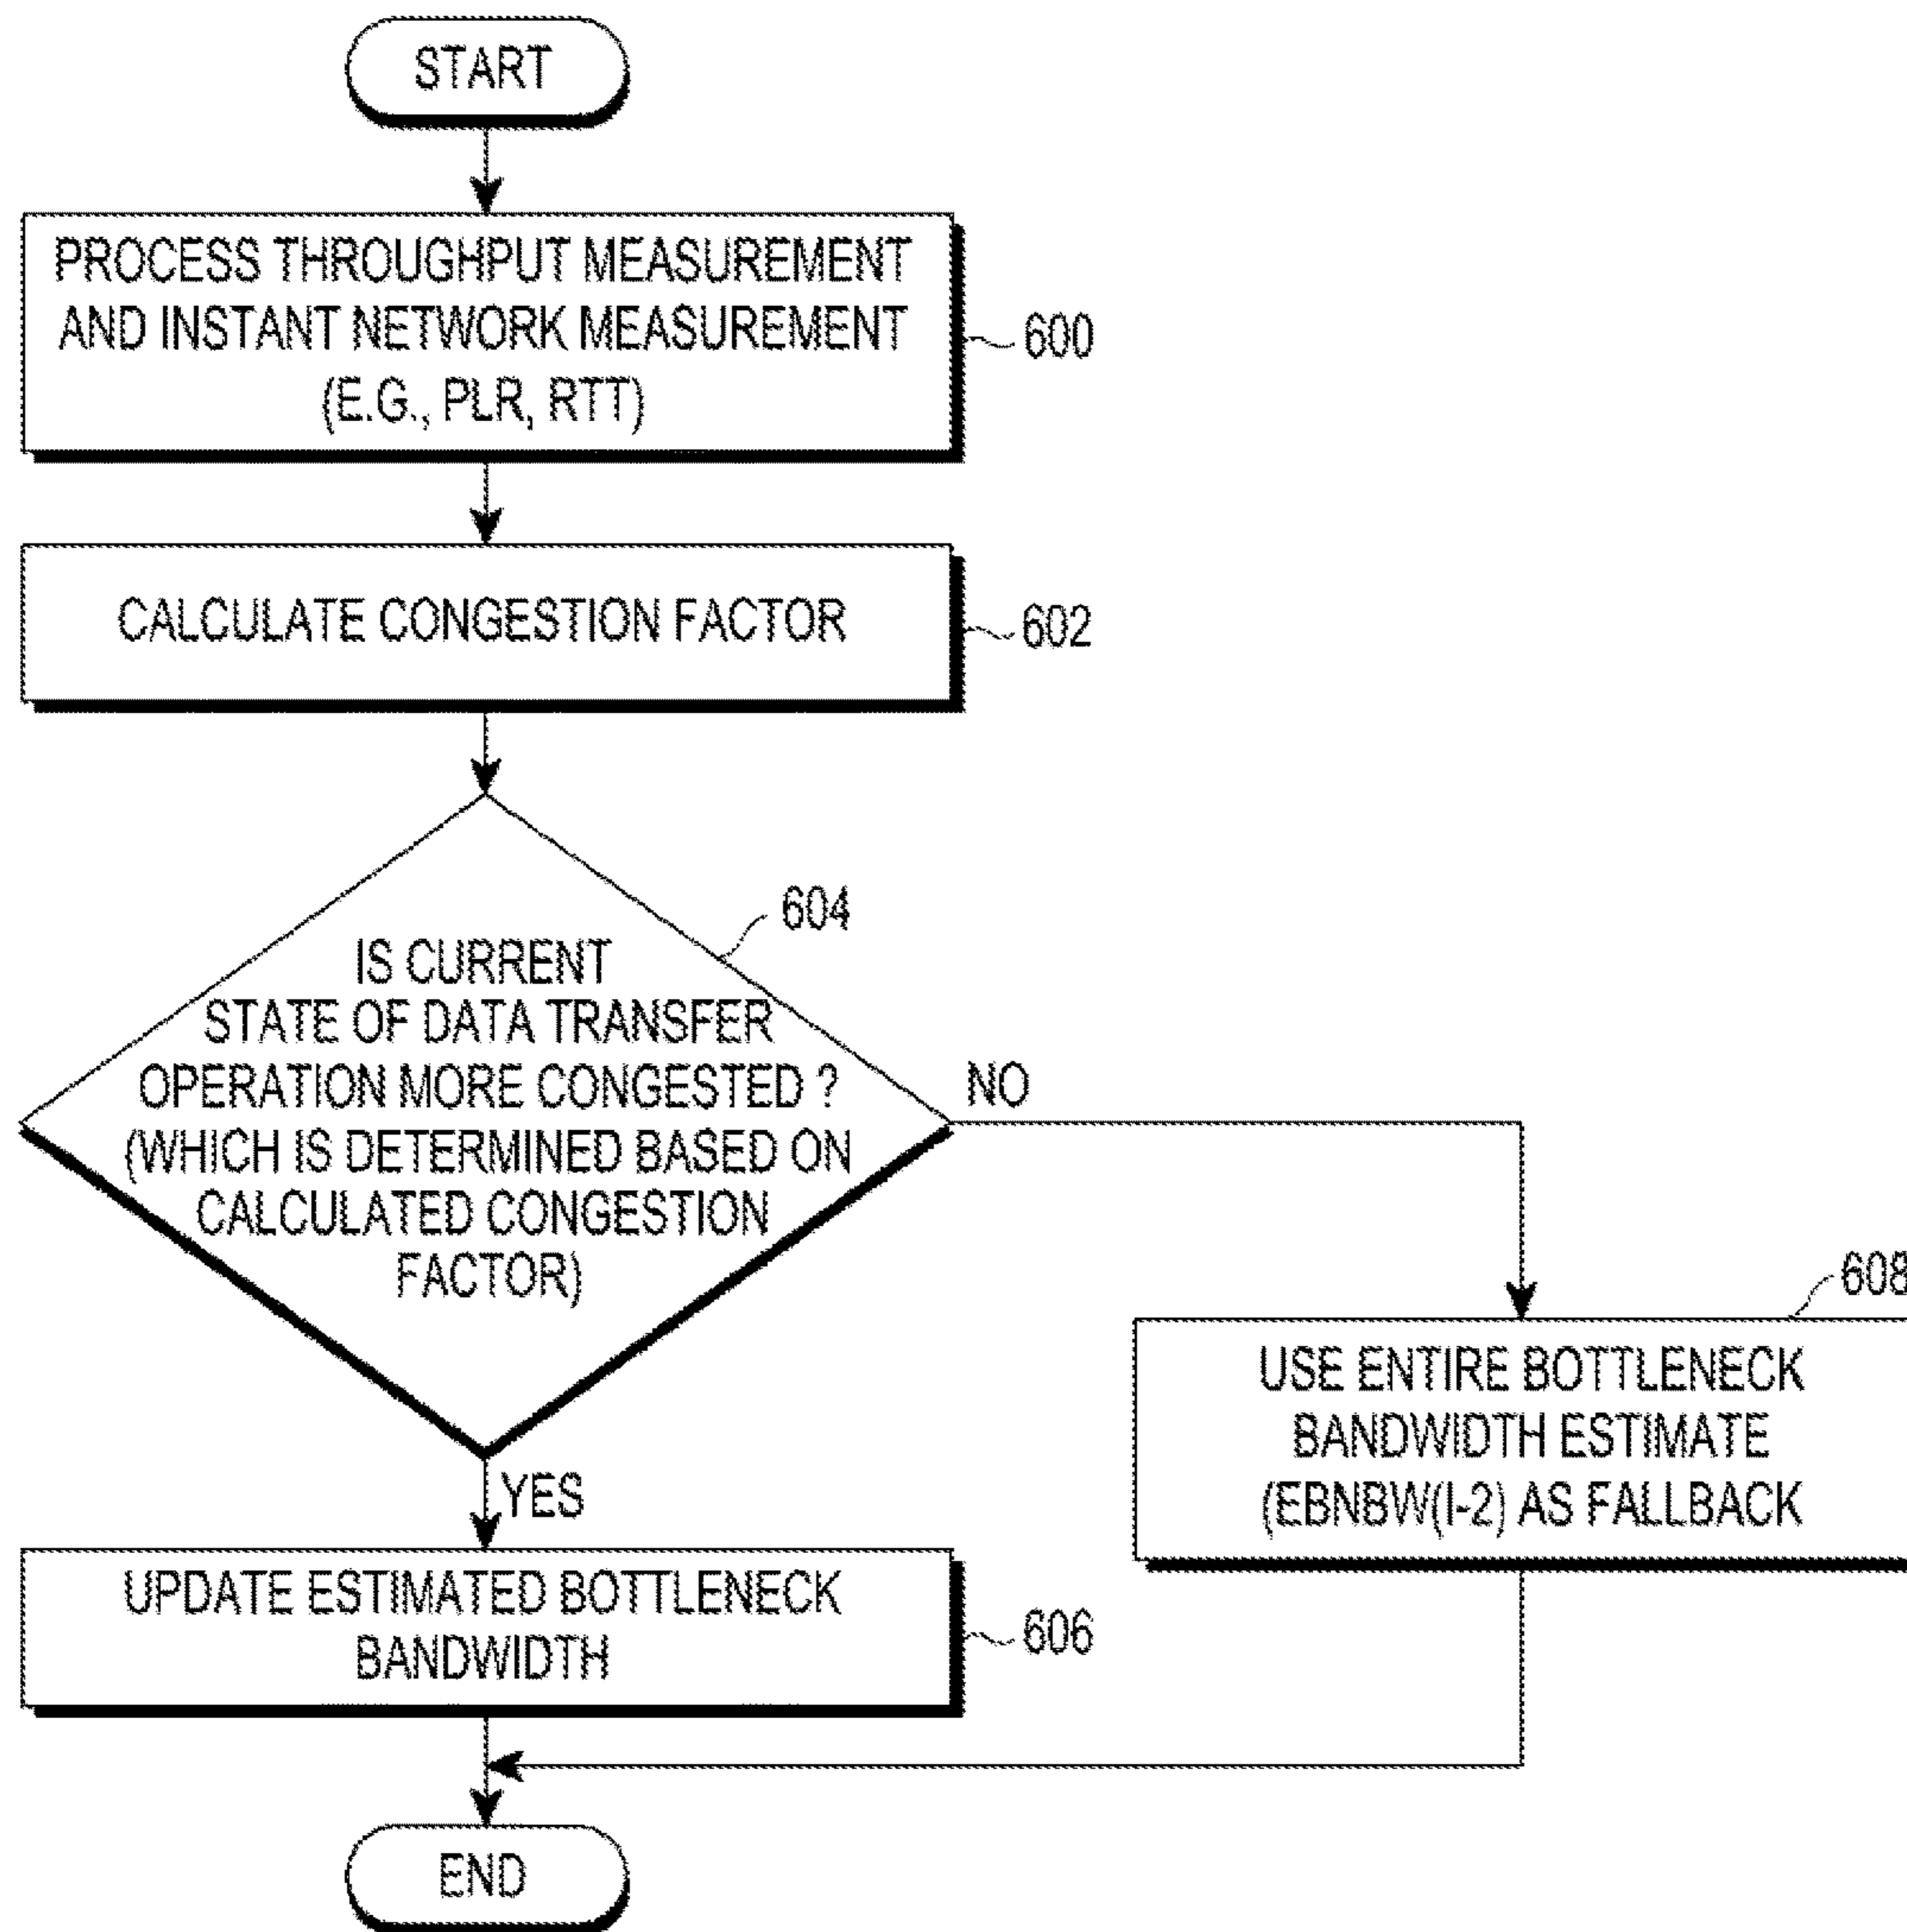 START
PROCESS THROUGHPUT MEASUREMENT
AND INSTANT NETWORK MEASUREMENT
(E.G., PLR, RTT)
600
CALCULATE CONGESTION FACTOR
602
604
IS CURRENT
STATE OF DATA TRANSFER
OPERATION MORE CONGESTED ?
(WHICH IS DETERMINED BASED ON
CALCULATED CONGESTION
FACTOR)
NO
YES
608
USE ENTIRE BOTTLENECK
BANDWIDTH ESTIMATE
(EBNBW(I-2) AS FALLBACK
UPDATE ESTIMATED BOTTLENECK
BANDWIDTH
606
END